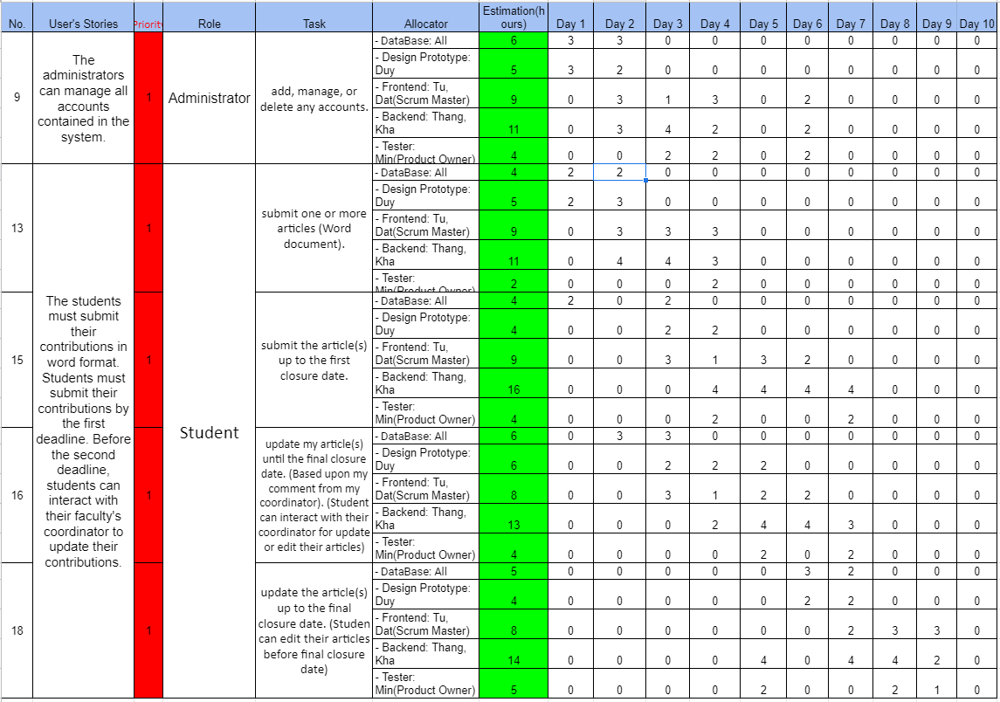 No. User's Stories Priority Role Task Allocator Estimation(hours) Day 1 Day 2 Day 3 Day 4 Day 5 Day 6 Day 7 Day 8 Day 9 Day 10
9
The
administrators
can manage all
accounts
contained in the
system.
1
Administrator
add, manage, or
delete any accounts.
- DataBase: All 6 3 3 0 0 0 0 0 0 0 0
- Design Prototype:
Duy 5 3 2 0 0 0 0 0 0 0 0
- Frontend: Tu,
Dat(Scrum Master) 9 0 3 1 3 0 2 0 0 0 0
- Backend: Thang,
Kha 11 0 3 4 2 0 2 0 0 0 0
- Tester:
Min(Product Owner) 4 0 0 2 2 0 2 0 0 0 0
The students
must submit
their
contributions in
word format.
Students must
submit their
contributions by
the first
deadline. Before
the second
deadline,
students can
interact with
their faculty's
coordinator to
update their
contributions.
Student
13
1
submit one or more
articles (Word
document).
- DataBase: All 4 2 2 0 0 0 0 0 0 0 0
- Design Prototype:
Duy 5 2 3 0 0 0 0 0 0 0 0
- Frontend: Tu,
Dat(Scrum Master) 9 0 3 3 3 0 0 0 0 0 0
- Backend: Thang,
Kha 11 0 4 4 3 0 0 0 0 0 0
- Tester:
Min(Product Owner) 2 0 0 0 2 0 0 0 0 0 0
15
1
submit the article(s)
up to the first
closure date.
- DataBase: All 4 2 0 2 0 0 0 0 0 0 0
- Design Prototype:
Duy 4 0 0 2 2 0 0 0 0 0 0
- Frontend: Tu,
Dat(Scrum Master) 9 0 0 3 1 3 2 0 0 0 0
- Backend: Thang,
Kha 16 0 0 0 4 4 4 4 0 0 0
- Tester:
Min(Product Owner) 4 0 0 0 2 0 0 2 0 0 0
16
1
update my article(s)
until the final closure
date. (Based upon my
comment from my
coordinator). (Student
can interact with their
coordinator for update
or edit their articles)
- DataBase: All 6 0 3 3 0 0 0 0 0 0 0
- Design Prototype:
Duy 6 0 0 2 2 2 0 0 0 0 0
- Frontend: Tu,
Dat(Scrum Master) 8 0 0 3 1 2 2 0 0 0 0
- Backend: Thang,
Kha 13 0 0 0 2 4 4 3 0 0 0
- Tester:
Min(Product Owner) 4 0 0 0 0 2 0 2 0 0 0
18
1
update the article(s)
up to the final
closure date. (Studen
can edit their articles
before final closure
date)
- DataBase: All 5 0 0 0 0 0 3 2 0 0 0
- Design Prototype:
Duy 4 0 0 0 0 0 2 2 0 0 0
- Frontend: Tu,
Dat(Scrum Master) 8 0 0 0 0 0 0 2 3 3 0
- Backend: Thang,
Kha 14 0 0 0 0 4 0 4 4 2 0
- Tester:
Min(Product Owner) 5 0 0 0 0 2 0 0 2 1 0